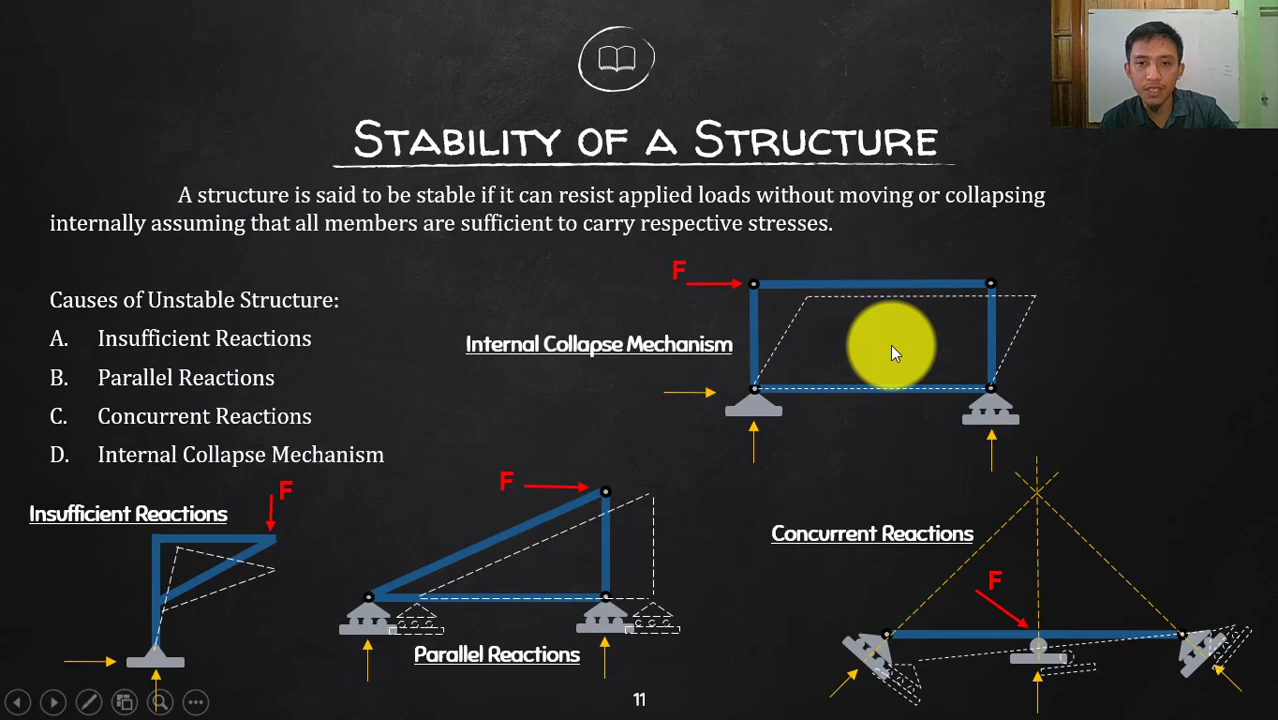 STABILITY OF A STRUCTURE
A structure is said to be stable if it can resist applied loads without moving or collapsing
internally assuming that all members are sufficient to carry respective stresses.
F
Causes of Unstable Structure:
A. Insufficient Reactions
Internal Collapse Mechanism
B. Parallel Reactions
C. Concurrent Reactions
D. Internal Collapse Mechanism
F
F
Insufficient Reactions
Concurrent Reactions
F
Parallel Reactions
11